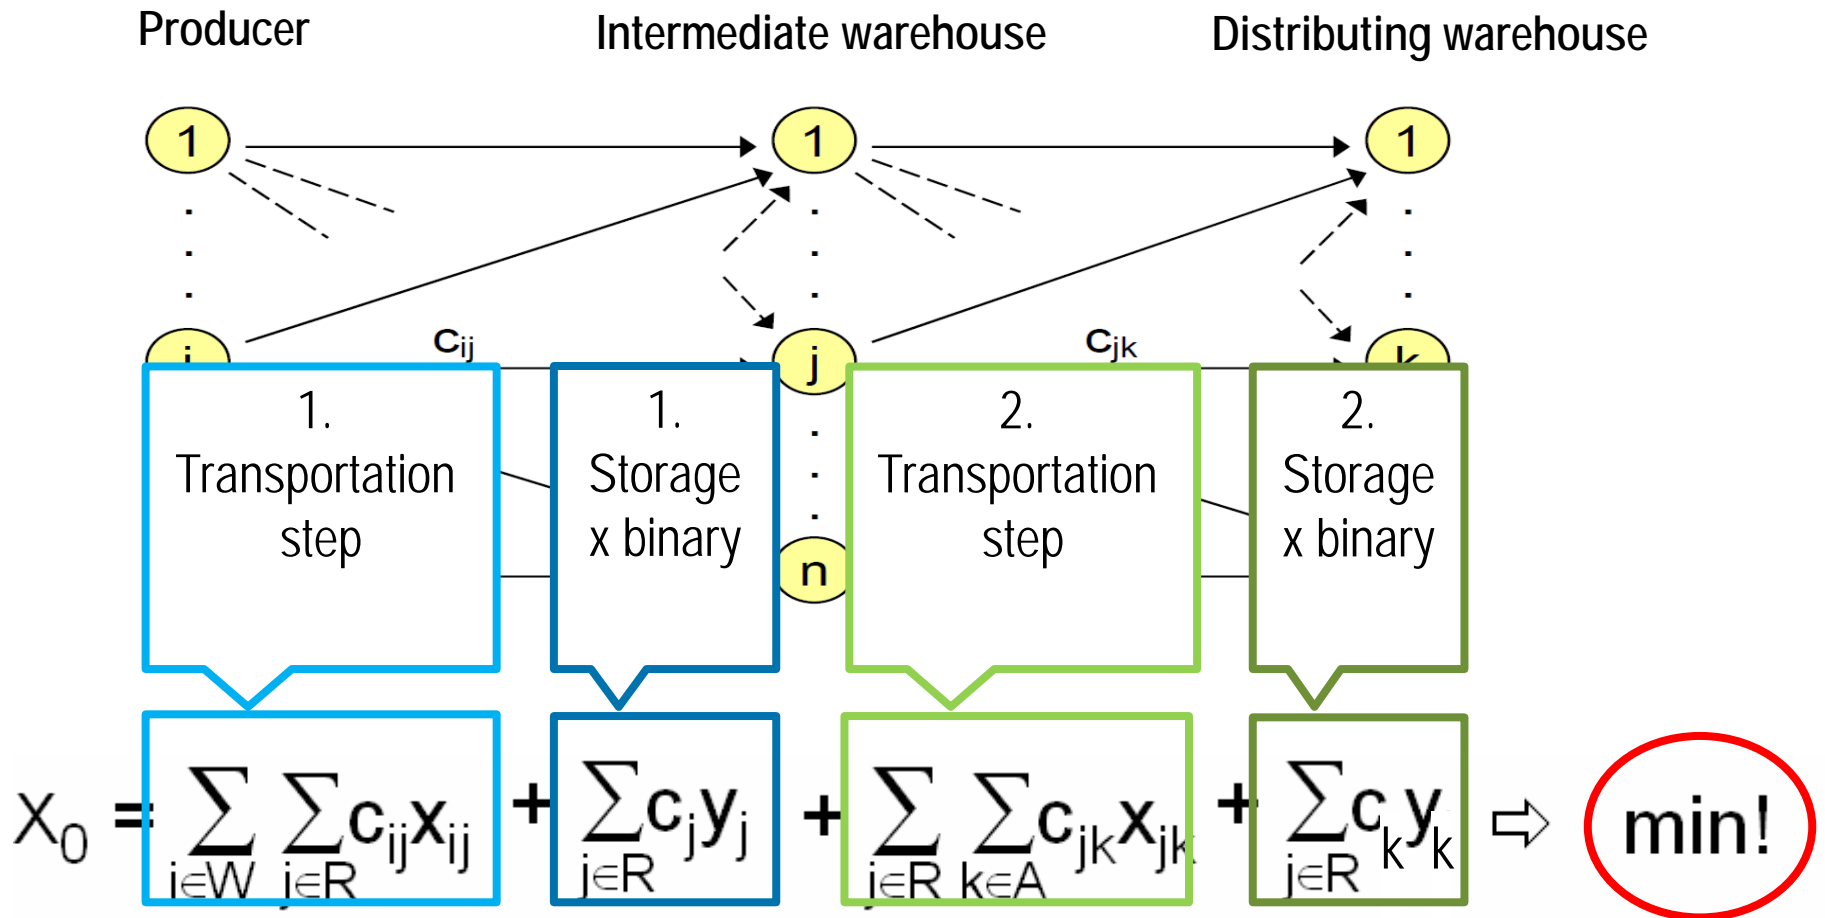 Producer Intermediate warehouse Distributing warehouse
1 1 1
. . .
. . .
. . .
i cij j cjk k
1. 1. 2. 2.
Transportation Storage Transportation Storage
step x binary step x binary
n
X₀ = ∑i∈W ∑j∈R cijxij + ∑j∈R cjyj + ∑j∈R ∑k∈A cjkxjk + ∑j∈R ckyk ⇨ min!